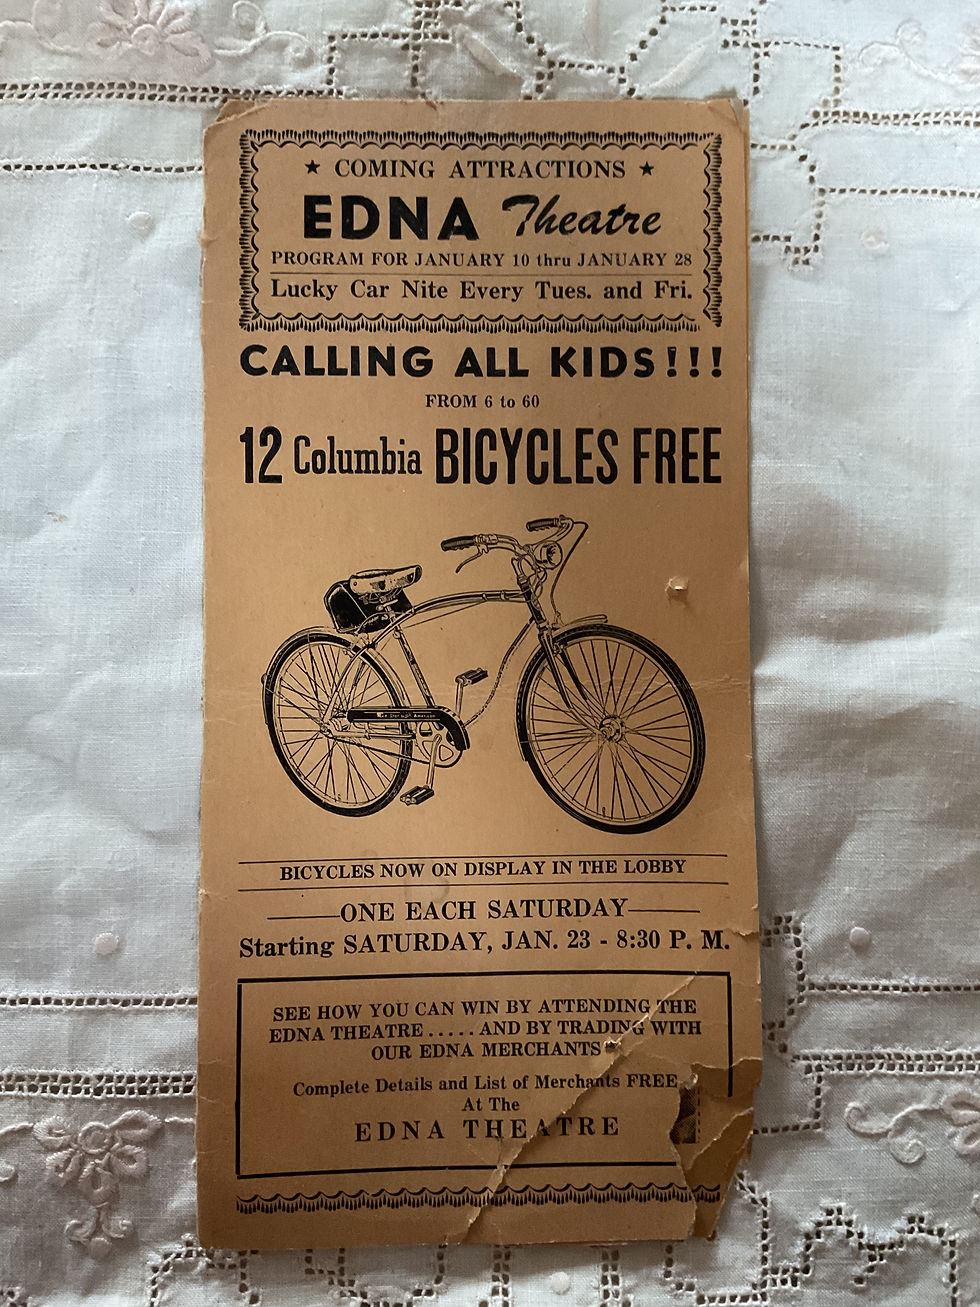 ★ COMING ATTRACTIONS ★
EDNA Theatre
PROGRAM FOR JANUARY 10 thru JANUARY 28
Lucky Car Nite Every Tues. and Fri.
CALLING ALL KIDS!!!
FROM 6 to 60
12 Columbia BICYCLES FREE
BICYCLES NOW ON DISPLAY IN THE LOBBY
ONE EACH SATURDAY
Starting SATURDAY, JAN. 23 - 8:30 P. M.
SEE HOW YOU CAN WIN BY ATTENDING THE
EDNA THEATRE . . . . . AND BY TRADING WITH
OUR EDNA MERCHANTS
Complete Details and List of Merchants FREE
At The
EDNA THEATRE